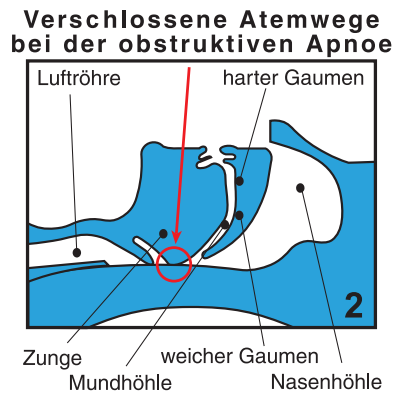 Verschlossene Atemwege
bei der obstruktiven Apnoe
Luftröhre
harter Gaumen
2
Zunge
weicher Gaumen
Mundhöhle
Nasenhöhle